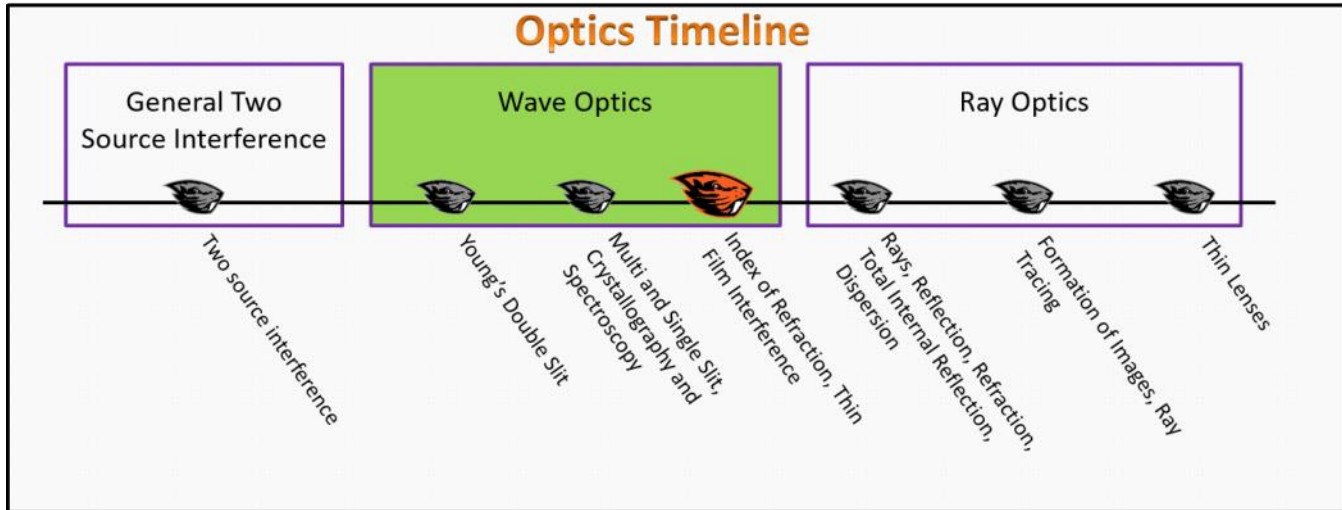 Optics Timeline
General Two
Source Interference
Wave Optics
Ray Optics
Two source interference
Young's Double Slit
Multi and Single Slit,
Crystallography and
Spectroscopy
Index of Refraction, Thin
Film Interference
Rays, Reflection, Refraction,
Total Internal Reflection,
Dispersion
Formation of Images, Ray
Tracing
Thin Lenses